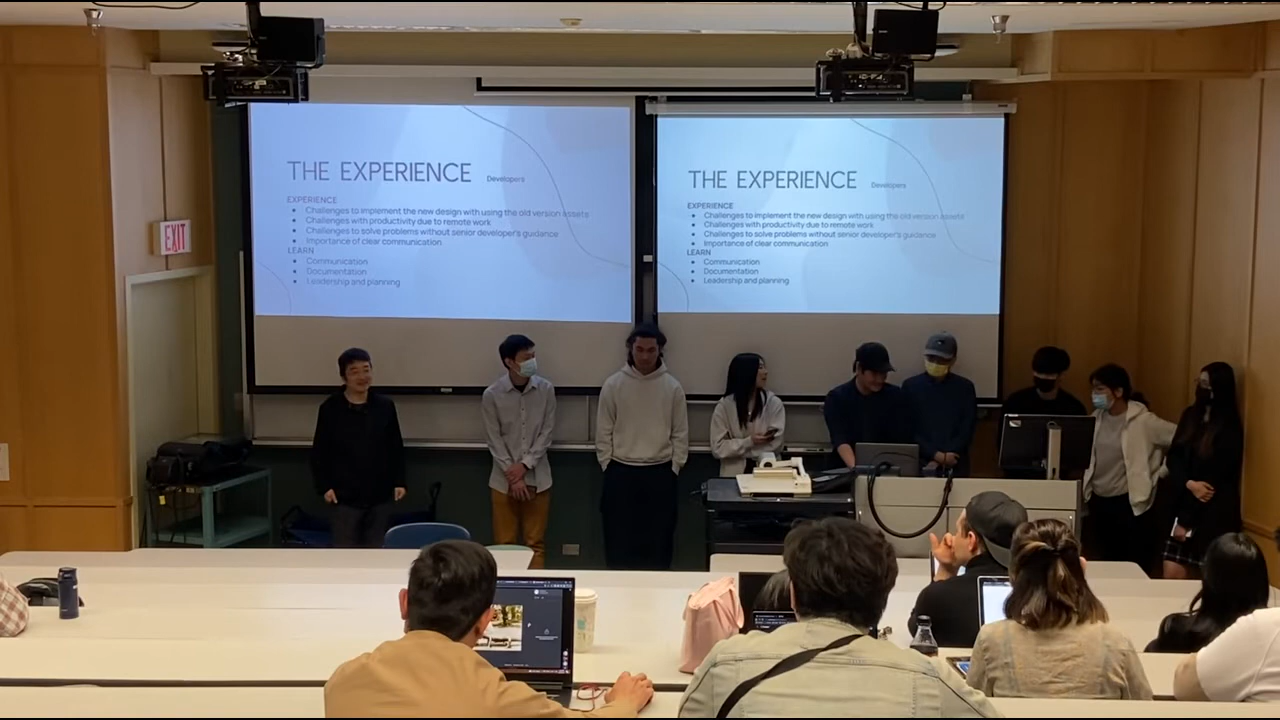 THE EXPERIENCE Developers
EXPERIENCE
• Challenges to implement the new design with using the old version assets
• Challenges with productivity due to remote work
• Challenges to solve problems without senior developer's guidance
• Importance of clear communication
LEARN
• Communication
• Documentation
• Leadership and planning
THE EXPERIENCE Developers
EXPERIENCE
• Challenges to implement the new design with using the old version assets
• Challenges with productivity due to remote work
• Challenges to solve problems without senior developer's guidance
• Importance of clear communication
LEARN
• Communication
• Documentation
• Leadership and planning
EXIT